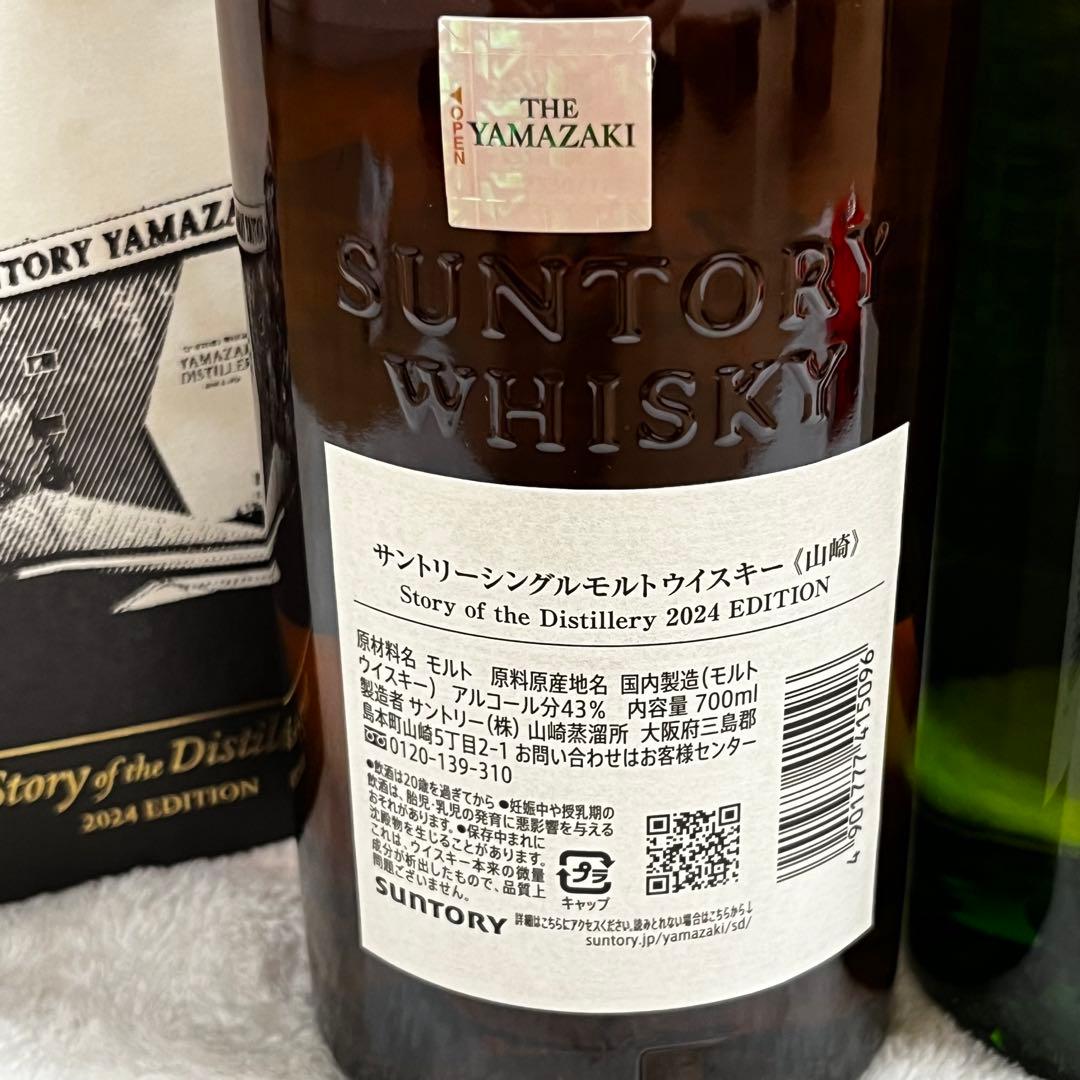 THE
YAMAZAKI
OPEN
SUNTORY
WHISKY
サントリーシングルモルトウイスキー《山崎》
Story of the Distillery 2024 EDITION
原材料名 モルト 原料原産地名 国内製造(モルト
ウイスキー) アルコール分43% 内容量 700ml
製造者 サントリー(株) 山崎蒸溜所 大阪府三島郡
島本町山崎5丁目2-1 お問い合わせはお客様センター
0120-139-310
●飲酒は20歳を過ぎてから ●妊娠中や授乳期の
飲酒は、胎児・乳児の発育に悪影響を与える
おそれがあります。●保存中まれに
沈殿物を生じることがあります。
これは、ウイスキー本来の微量
成分が析出したもので、品質上
問題ございません。
プラ
キャップ
SUNTORY
詳細はこちらにアクセスください。読みとれない場合はこちらから↓
suntory.jp/yamazaki/sd/
4901777415096
TORY YAMAZA
YAMAZA
DISTILLE
Story of the Distill
2024 EDITION